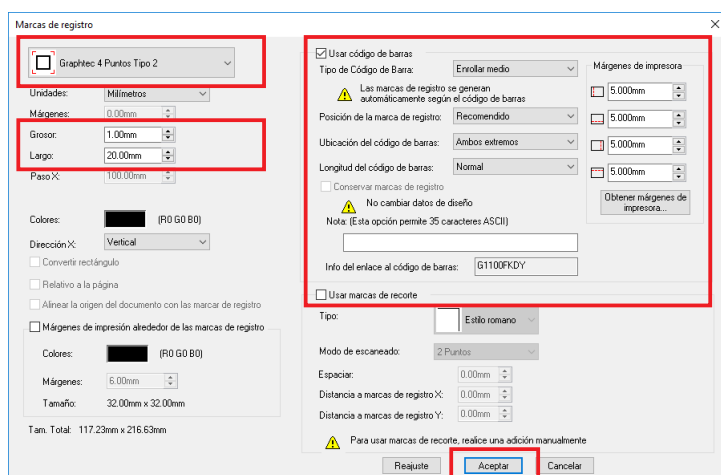 Marcas de registro
Graphtec 4 Puntos Tipo 2
Unidades: Milímetros
Márgenes: 0.00mm
Grosor: 1.00mm
Largo: 20.00mm
Paso X: 100.00mm
Colores: (R0 G0 B0)
Dirección X: Vertical
Convertir rectángulo
Relativo a la página
Alinear la origen del documento con las marcar de registro
Márgenes de impresión alrededor de las marcas de registro
Colores: (R0 G0 B0)
Márgenes: 6.00mm
Tamaño: 32.00mm x 32.00mm
Tam. Total: 117.23mm x 216.63mm
Usar código de barras
Tipo de Código de Barra: Enrollar medio
Las marcas de registro se generan
automáticamente según el código de barras
Posición de la marca de registro: Recomendido
Ubicación del código de barras: Ambos extremos
Longitud del código de barras: Normal
Conservar marcas de registro
No cambiar datos de diseño
Nota: (Esta opción permite 35 caracteres ASCII)
Info del enlace al código de barras: G1100FKDY
Márgenes de impresora
5.000mm
5.000mm
5.000mm
5.000mm
Obtener márgenes de
impresora...
Usar marcas de recorte
Tipo: Estilo romano
Modo de escaneado: 2 Puntos
Espaciar: 0.00mm
Distancia a marcas de registro X: 0.00mm
Distancia a marcas de registro Y: 0.00mm
Para usar marcas de recorte, realice una adición manualmente
Reajuste Aceptar Cancelar